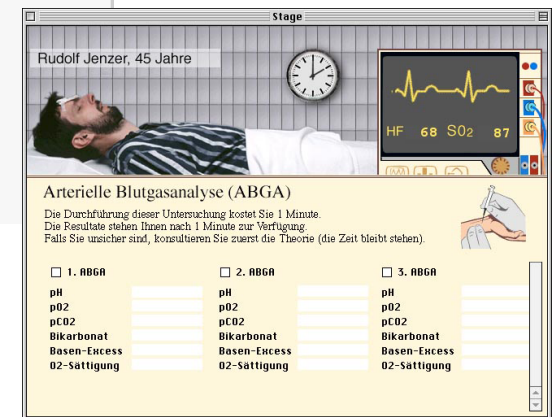 Stage
Rudolf Jenzer, 45 Jahre
HF 68 SO2 87
Arterielle Blutgasanalyse (ABGA)
Die Durchführung dieser Untersuchung kostet Sie 1 Minute.
Die Resultate stehen Ihnen nach 1 Minute zur Verfügung.
Falls Sie unsicher sind, konsultieren Sie zuerst die Theorie (die Zeit bleibt stehen).
1. ABGA 2. ABGA 3. ABGA
pH pH pH
pO2 pO2 pO2
pCO2 pCO2 pCO2
Bikarbonat Bikarbonat Bikarbonat
Basen-Excess Basen-Excess Basen-Excess
O2-Sättigung O2-Sättigung O2-Sättigung